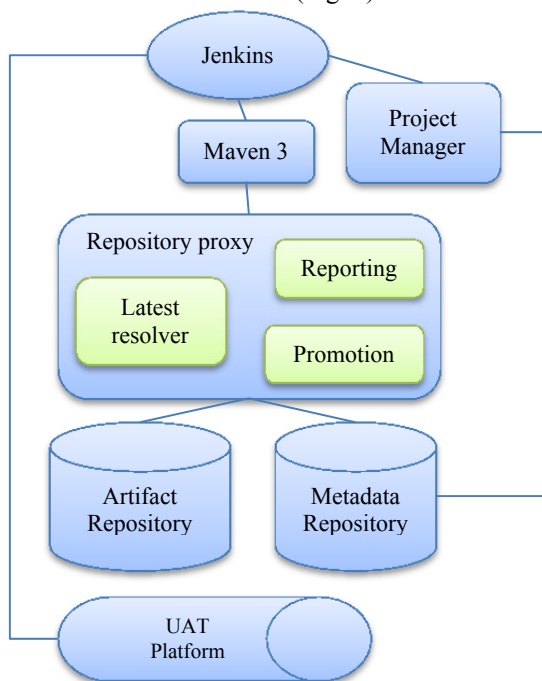 Jenkins
Project
Manager
Maven 3
Repository proxy
Reporting
Latest
resolver
Promotion
Artifact
Repository
Metadata
Repository
UAT
Platform